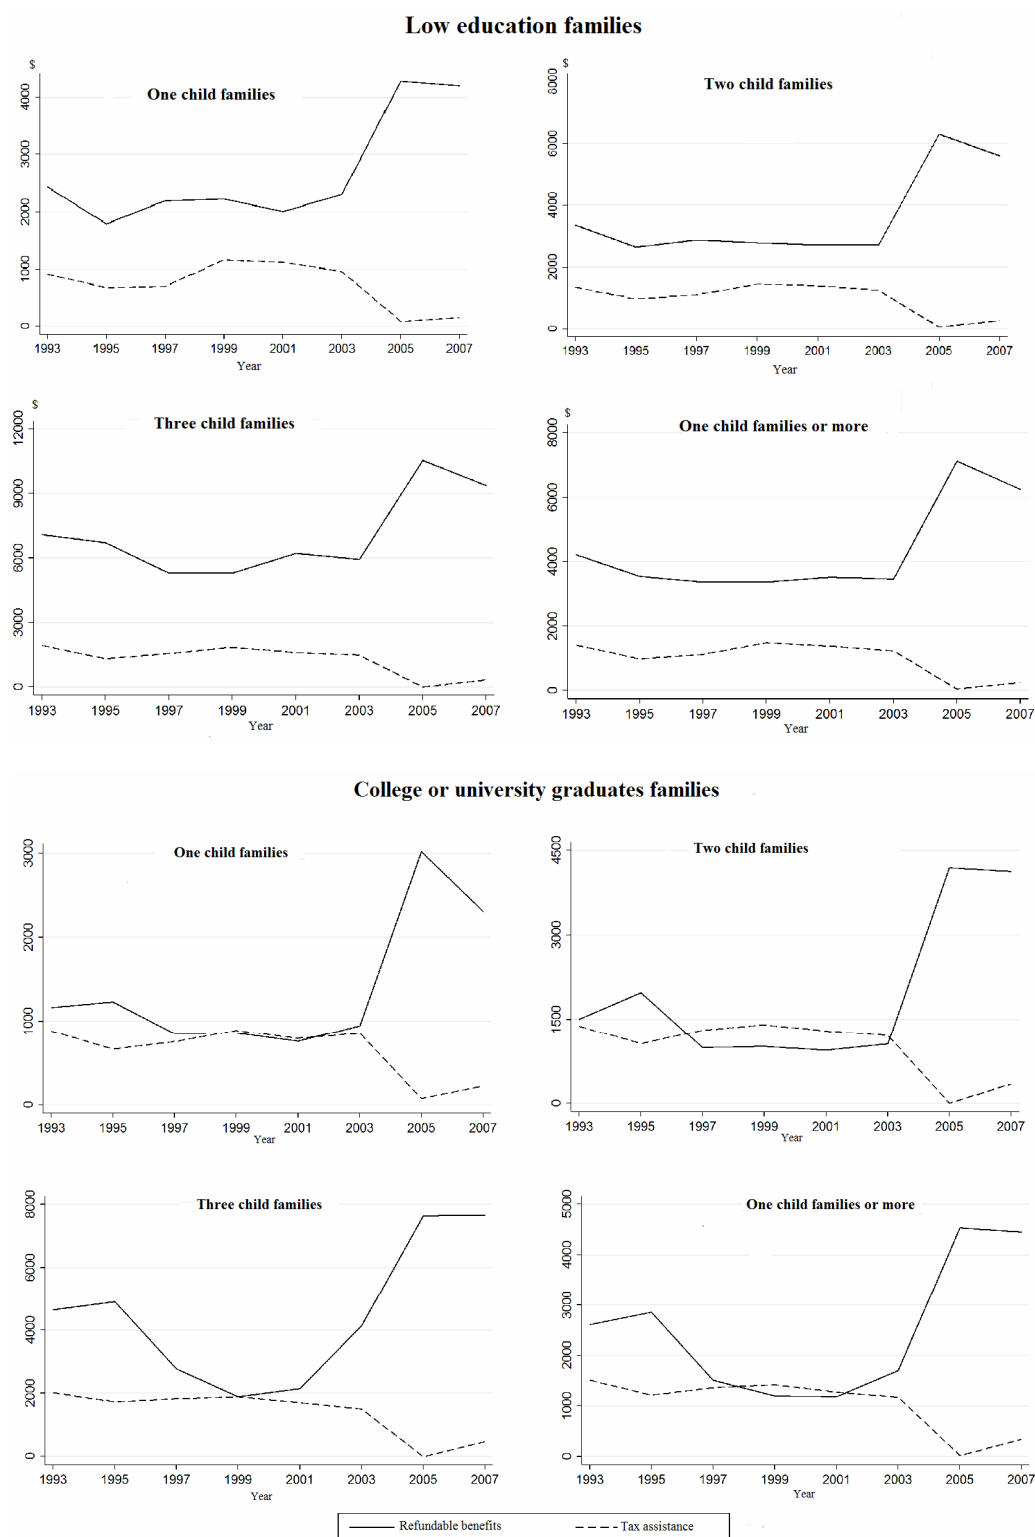 Low education families
$
One child families
4000
3000
2000
1000
0
1993 1995 1997 1999 2001 2003 2005 2007
Year
$
Two child families
8000
6000
4000
2000
0
1993 1995 1997 1999 2001 2003 2005 2007
Year
$
Three child families
12000
9000
6000
3000
0
1993 1995 1997 1999 2001 2003 2005 2007
Year
$
One child families or more
8000
6000
4000
2000
0
1993 1995 1997 1999 2001 2003 2005 2007
Year
College or university graduates families
One child families
3000
2000
1000
0
1993 1995 1997 1999 2001 2003 2005 2007
Year
Two child families
4500
3000
1500
0
1993 1995 1997 1999 2001 2003 2005 2007
Year
Three child families
8000
6000
4000
2000
0
1993 1995 1997 1999 2001 2003 2005 2007
Year
One child families or more
5000
4000
3000
2000
1000
0
1993 1995 1997 1999 2001 2003 2005 2007
Year
Refundable benefits Tax assistance